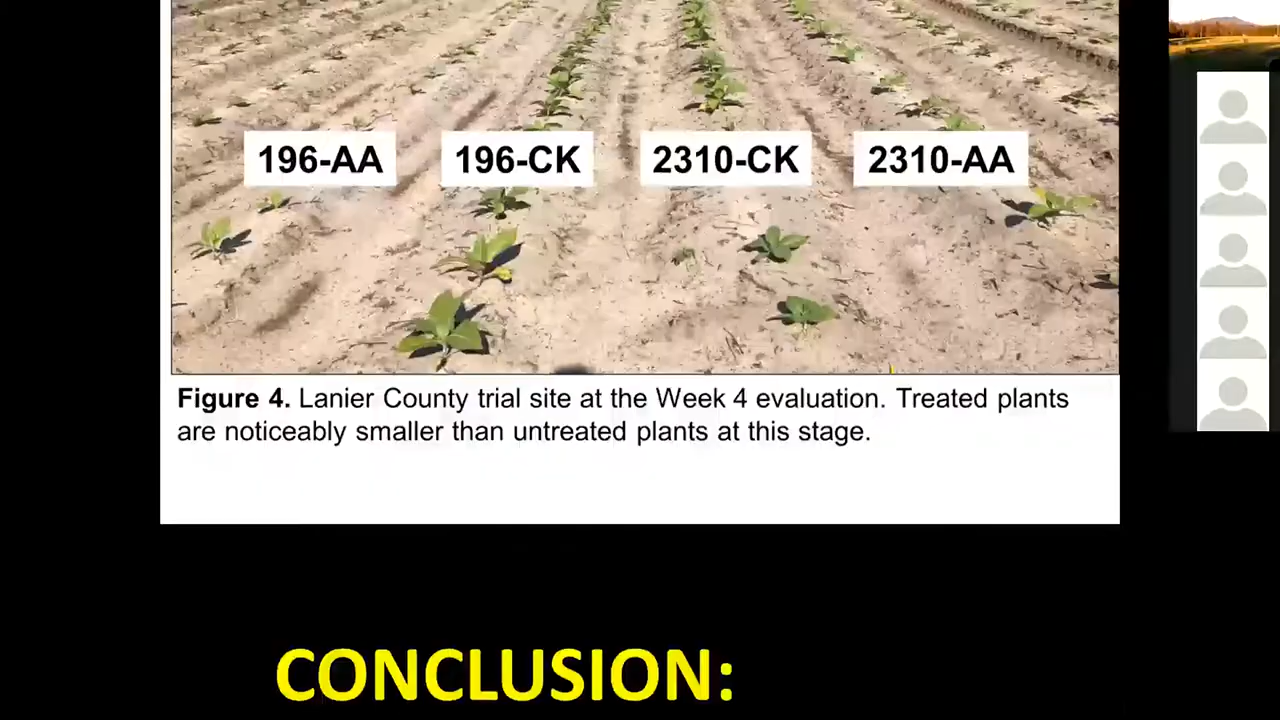 196-AA 196-CK 2310-CK 2310-AA
Figure 4. Lanier County trial site at the Week 4 evaluation. Treated plants
are noticeably smaller than untreated plants at this stage.
CONCLUSION: